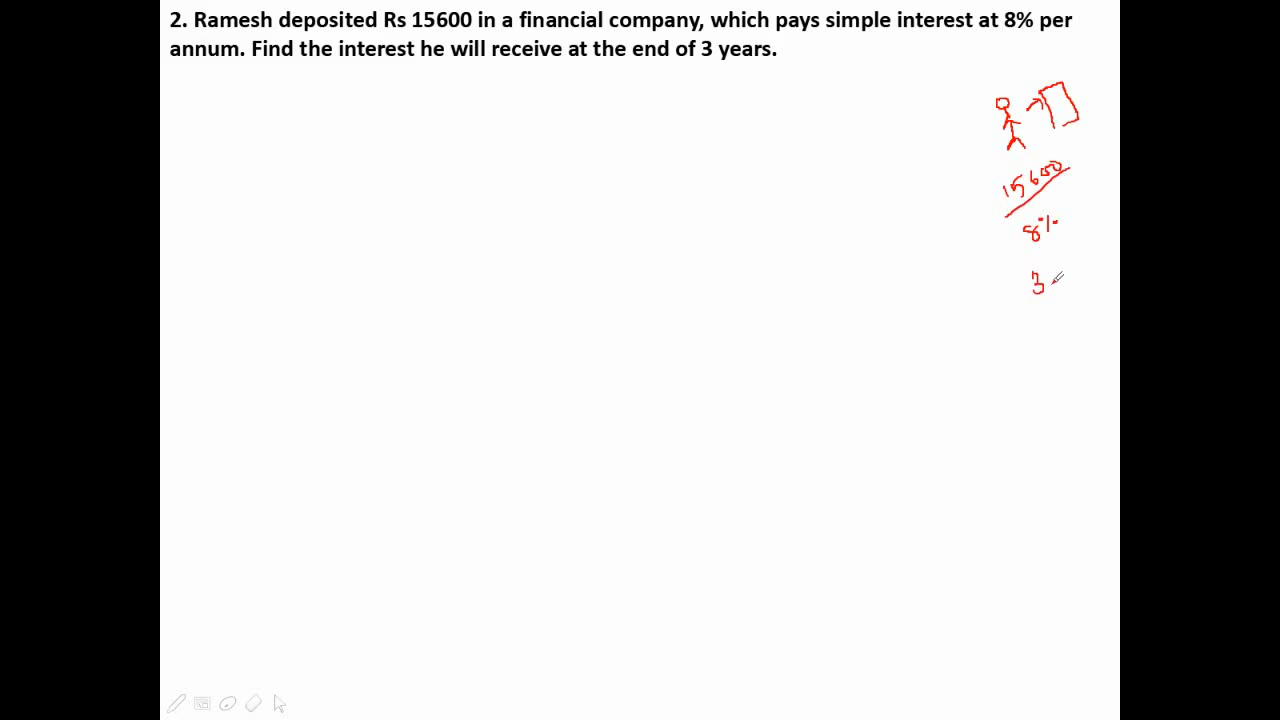 2. Ramesh deposited Rs 15600 in a financial company, which pays simple interest at 8% per
annum. Find the interest he will receive at the end of 3 years.
15600
8%
3